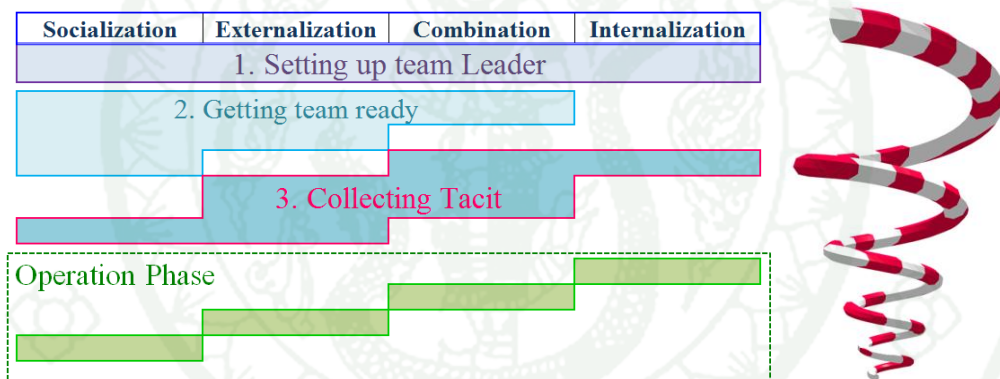 Socialization Externalization Combination Internalization
1. Setting up team Leader
2. Getting team ready
3. Collecting Tacit
Operation Phase